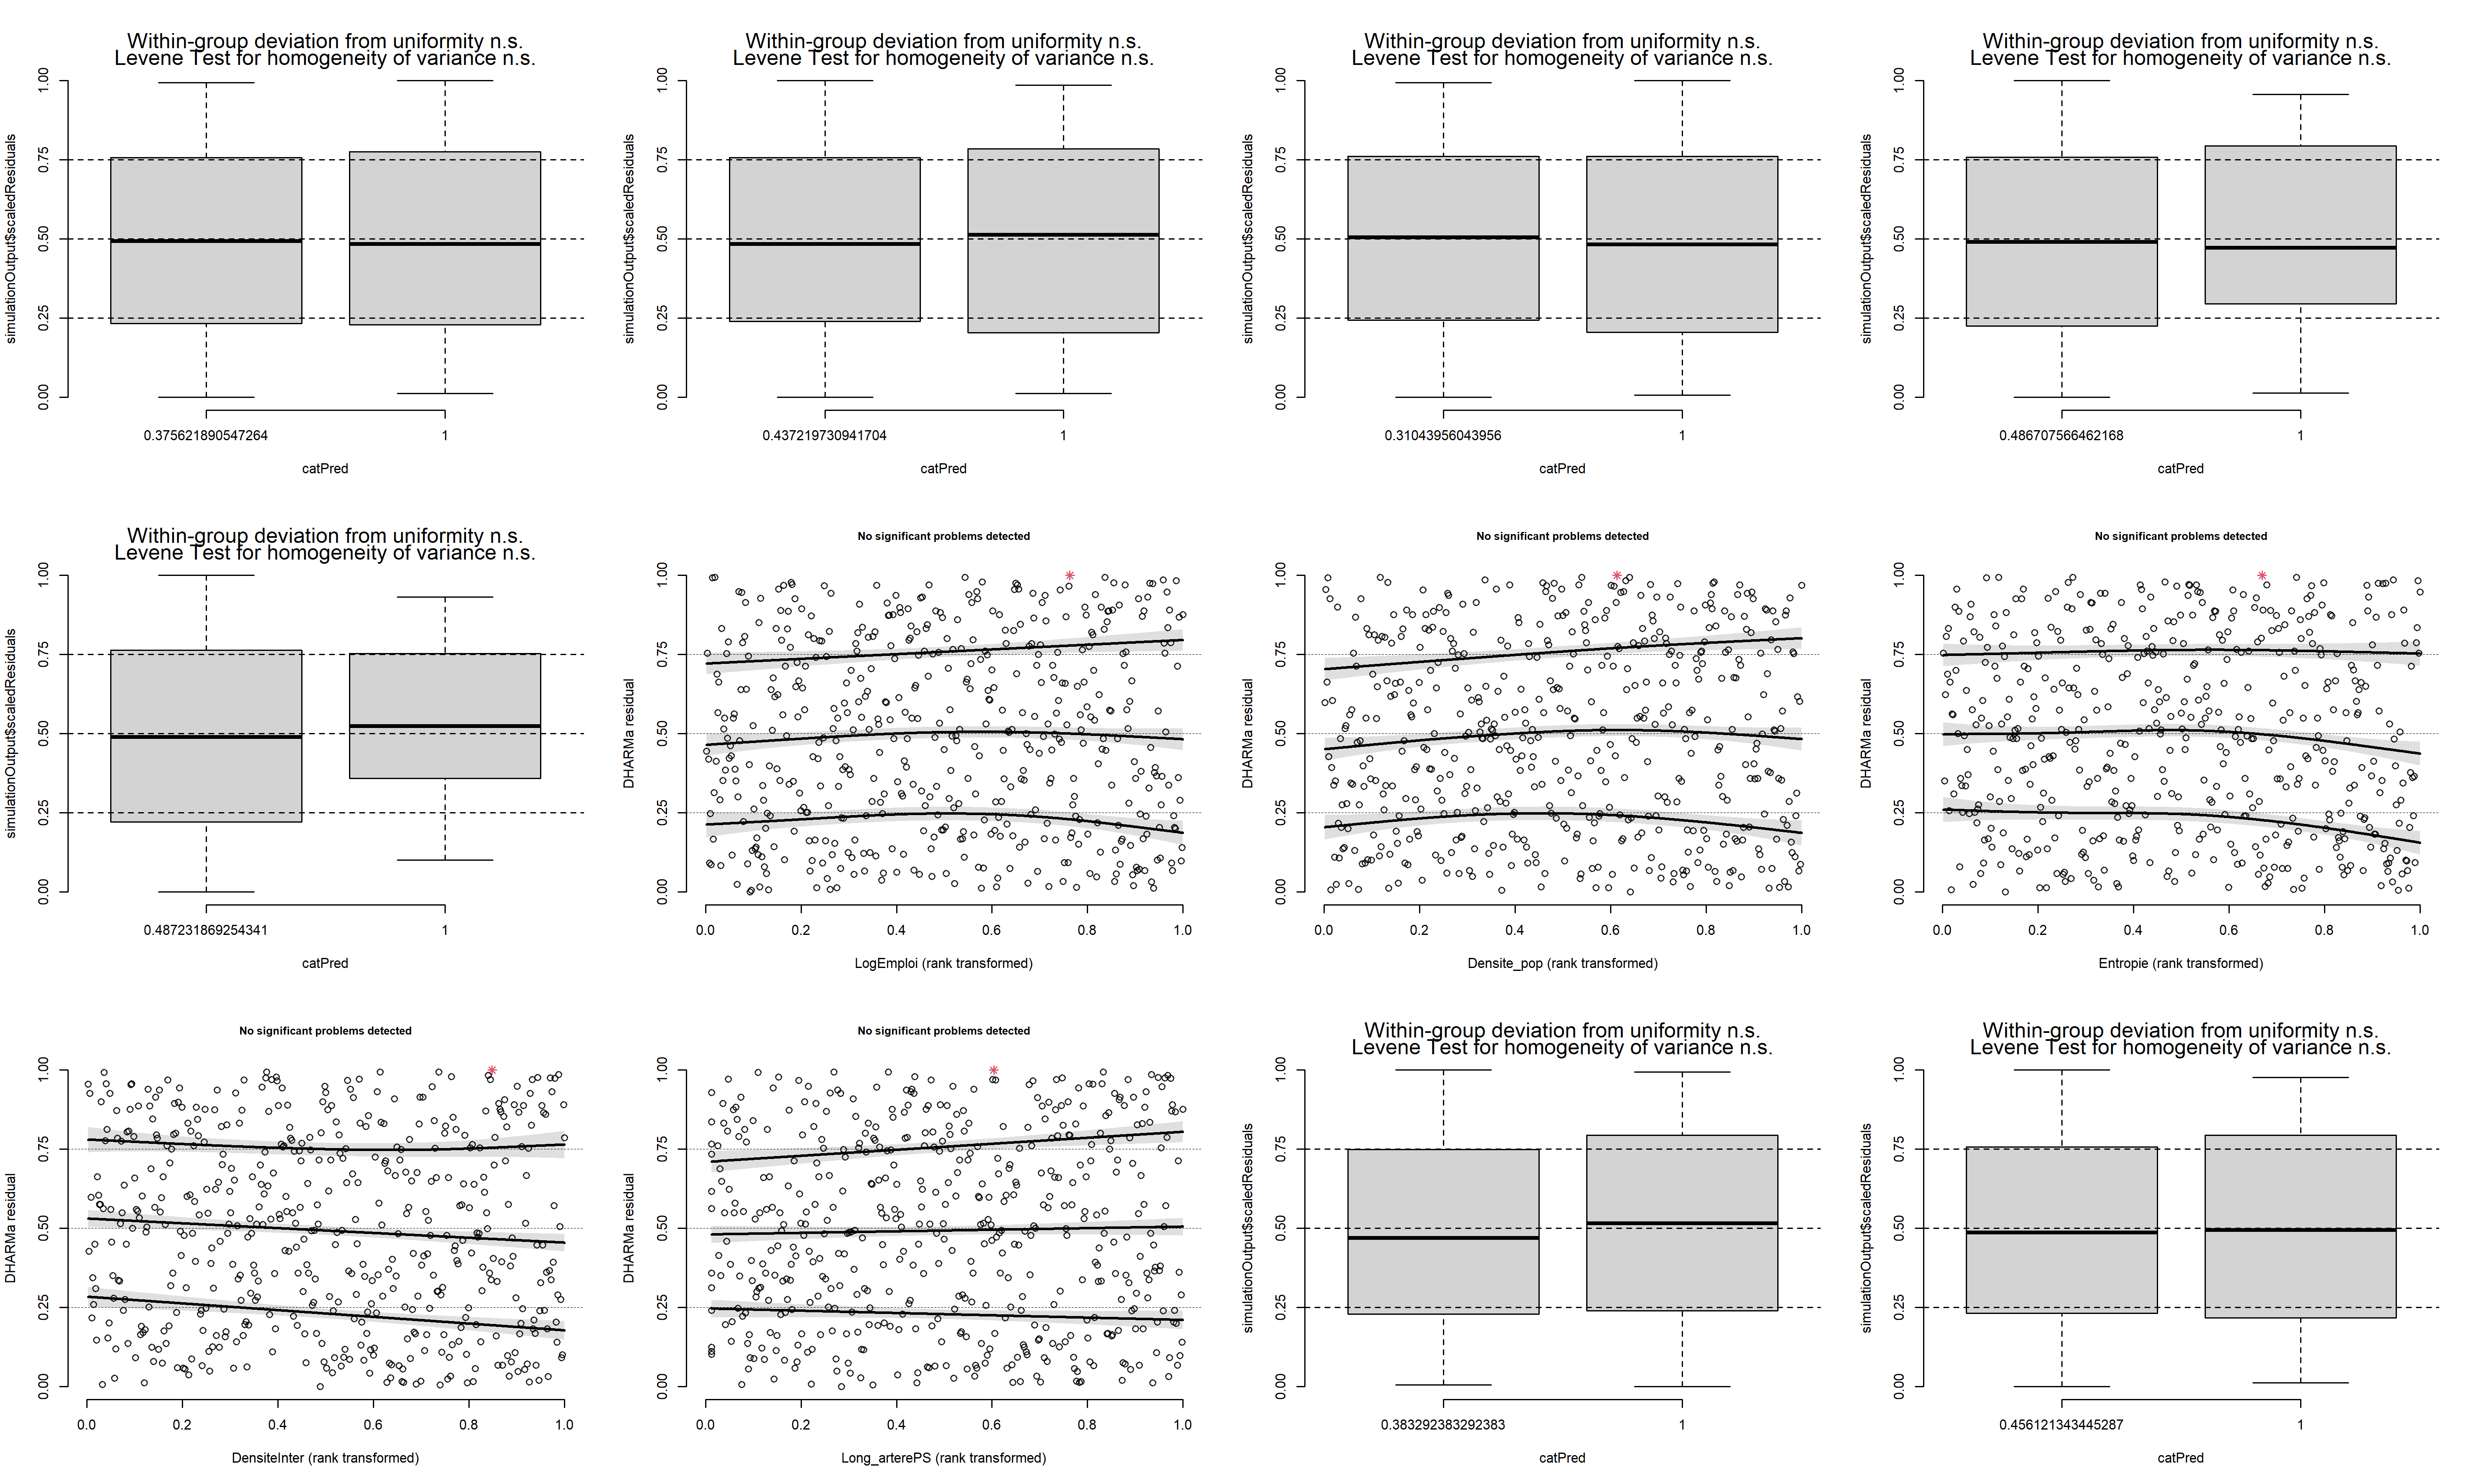 Within-group deviation from uniformity n.s.
Levene Test for homogeneity of variance n.s.
simulationOutput$scaledResiduals
0.00 0.25 0.50 0.75 1.00
0.375621890547264 1
catPred
Within-group deviation from uniformity n.s.
Levene Test for homogeneity of variance n.s.
simulationOutput$scaledResiduals
0.00 0.25 0.50 0.75 1.00
0.437219730941704 1
catPred
Within-group deviation from uniformity n.s.
Levene Test for homogeneity of variance n.s.
simulationOutput$scaledResiduals
0.00 0.25 0.50 0.75 1.00
0.31043956043956 1
catPred
Within-group deviation from uniformity n.s.
Levene Test for homogeneity of variance n.s.
simulationOutput$scaledResiduals
0.00 0.25 0.50 0.75 1.00
0.486707566462168 1
catPred
Within-group deviation from uniformity n.s.
Levene Test for homogeneity of variance n.s.
simulationOutput$scaledResiduals
0.00 0.25 0.50 0.75 1.00
0.487231869254341 1
catPred
No significant problems detected
DHARMa residual
0.00 0.25 0.50 0.75 1.00
0.0 0.2 0.4 0.6 0.8 1.0
LogEmploi (rank transformed)
No significant problems detected
DHARMa residual
0.00 0.25 0.50 0.75 1.00
0.0 0.2 0.4 0.6 0.8 1.0
Densite_pop (rank transformed)
No significant problems detected
DHARMa residual
0.00 0.25 0.50 0.75 1.00
0.0 0.2 0.4 0.6 0.8 1.0
Entropie (rank transformed)
No significant problems detected
DHARMa residual
0.00 0.25 0.50 0.75 1.00
0.0 0.2 0.4 0.6 0.8 1.0
DensiteInter (rank transformed)
No significant problems detected
DHARMa residual
0.00 0.25 0.50 0.75 1.00
0.0 0.2 0.4 0.6 0.8 1.0
Long_arterePS (rank transformed)
Within-group deviation from uniformity n.s.
Levene Test for homogeneity of variance n.s.
simulationOutput$scaledResiduals
0.00 0.25 0.50 0.75 1.00
0.383292383292383 1
catPred
Within-group deviation from uniformity n.s.
Levene Test for homogeneity of variance n.s.
simulationOutput$scaledResiduals
0.00 0.25 0.50 0.75 1.00
0.456121343445287 1
catPred